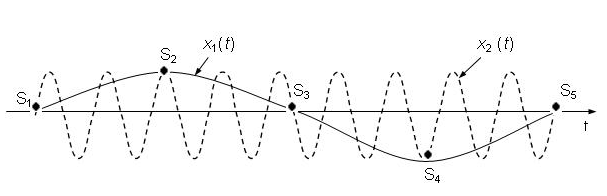 x₁(t)
x₂ (t)
S₁
S₂
S₃
S₄
S₅
t